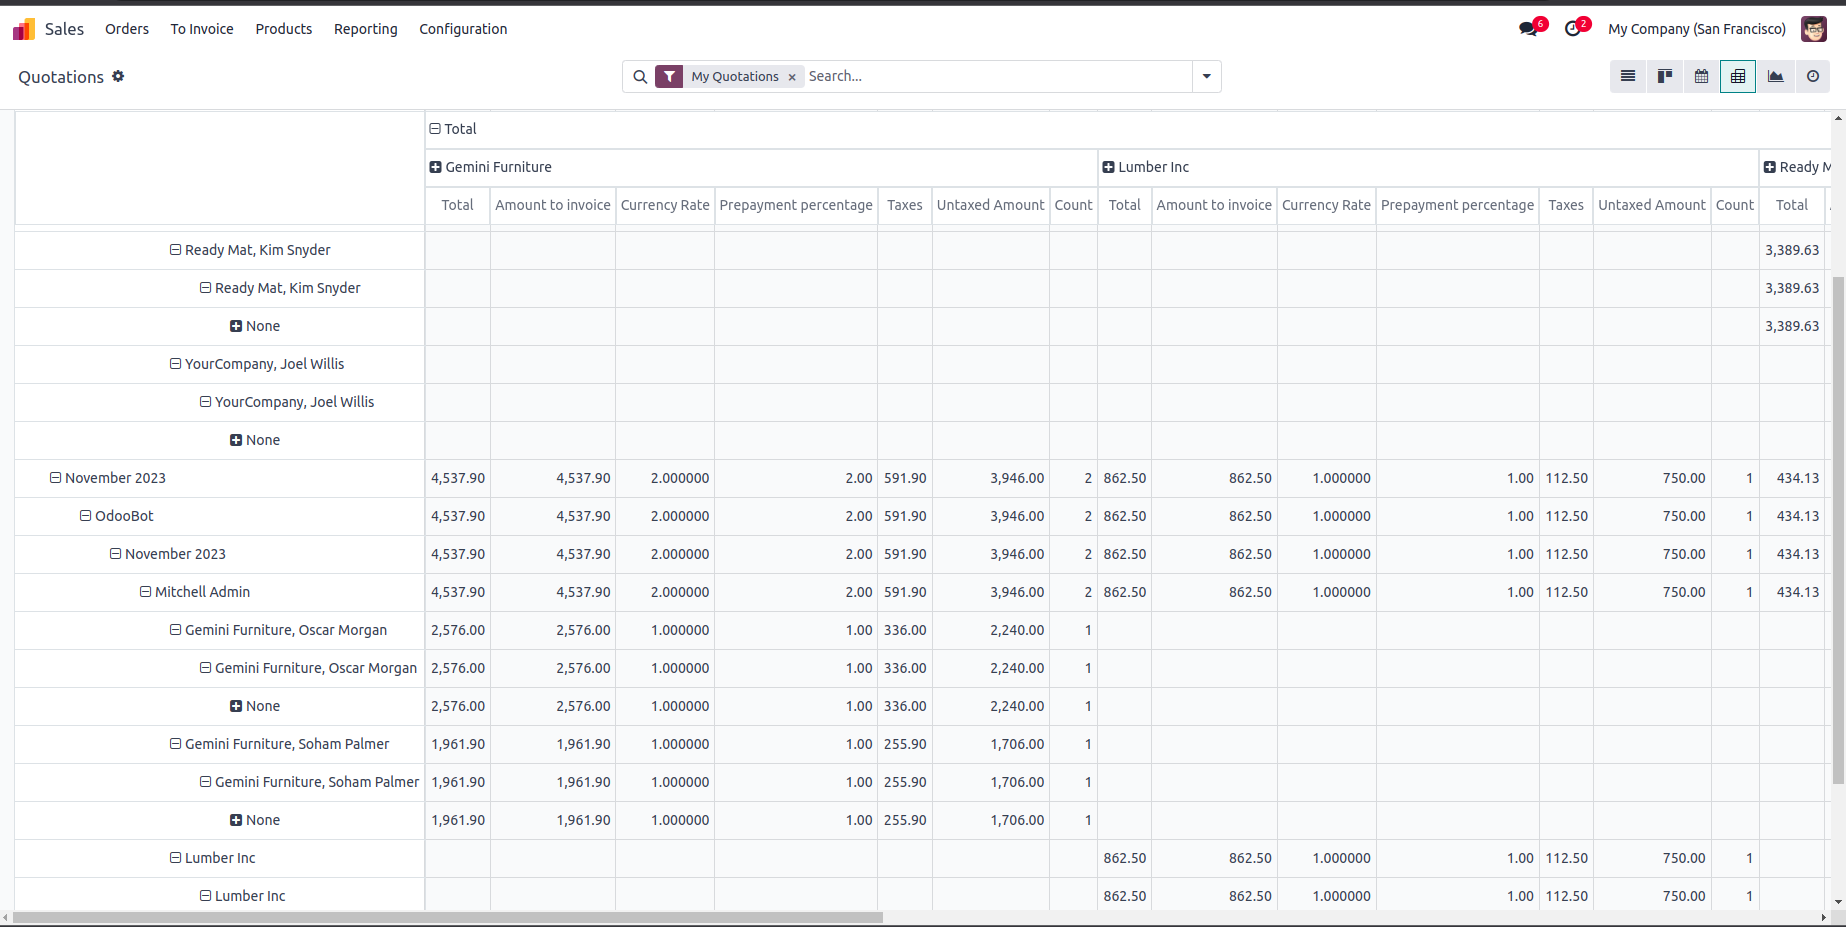 Sales Orders To Invoice Products Reporting Configuration 6 2 My Company (San Francisco)
Quotations My Quotations × Search...
Total
Gemini Furniture Lumber Inc Ready M
Total Amount to invoice Currency Rate Prepayment percentage Taxes Untaxed Amount Count Total Amount to invoice Currency Rate Prepayment percentage Taxes Untaxed Amount Count Total
Ready Mat, Kim Snyder 3,389.63
Ready Mat, Kim Snyder 3,389.63
None 3,389.63
YourCompany, Joel Willis
YourCompany, Joel Willis
None
November 2023 4,537.90 4,537.90 2.000000 2.00 591.90 3,946.00 2 862.50 862.50 1.000000 1.00 112.50 750.00 1 434.13
OdooBot 4,537.90 4,537.90 2.000000 2.00 591.90 3,946.00 2 862.50 862.50 1.000000 1.00 112.50 750.00 1 434.13
November 2023 4,537.90 4,537.90 2.000000 2.00 591.90 3,946.00 2 862.50 862.50 1.000000 1.00 112.50 750.00 1 434.13
Mitchell Admin 4,537.90 4,537.90 2.000000 2.00 591.90 3,946.00 2 862.50 862.50 1.000000 1.00 112.50 750.00 1 434.13
Gemini Furniture, Oscar Morgan 2,576.00 2,576.00 1.000000 1.00 336.00 2,240.00 1
Gemini Furniture, Oscar Morgan 2,576.00 2,576.00 1.000000 1.00 336.00 2,240.00 1
None 2,576.00 2,576.00 1.000000 1.00 336.00 2,240.00 1
Gemini Furniture, Soham Palmer 1,961.90 1,961.90 1.000000 1.00 255.90 1,706.00 1
Gemini Furniture, Soham Palmer 1,961.90 1,961.90 1.000000 1.00 255.90 1,706.00 1
None 1,961.90 1,961.90 1.000000 1.00 255.90 1,706.00 1
Lumber Inc 862.50 862.50 1.000000 1.00 112.50 750.00 1
Lumber Inc 862.50 862.50 1.000000 1.00 112.50 750.00 1